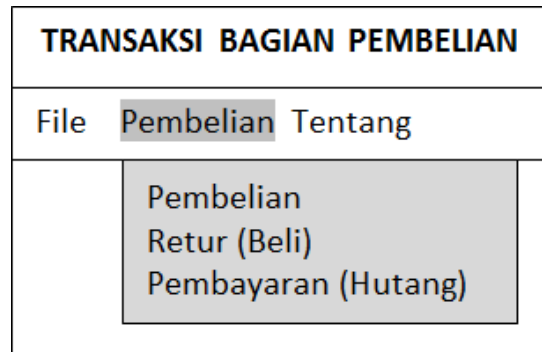 TRANSAKSI BAGIAN PEMBELIAN
File Pembelian Tentang
Pembelian
Retur (Beli)
Pembayaran (Hutang)